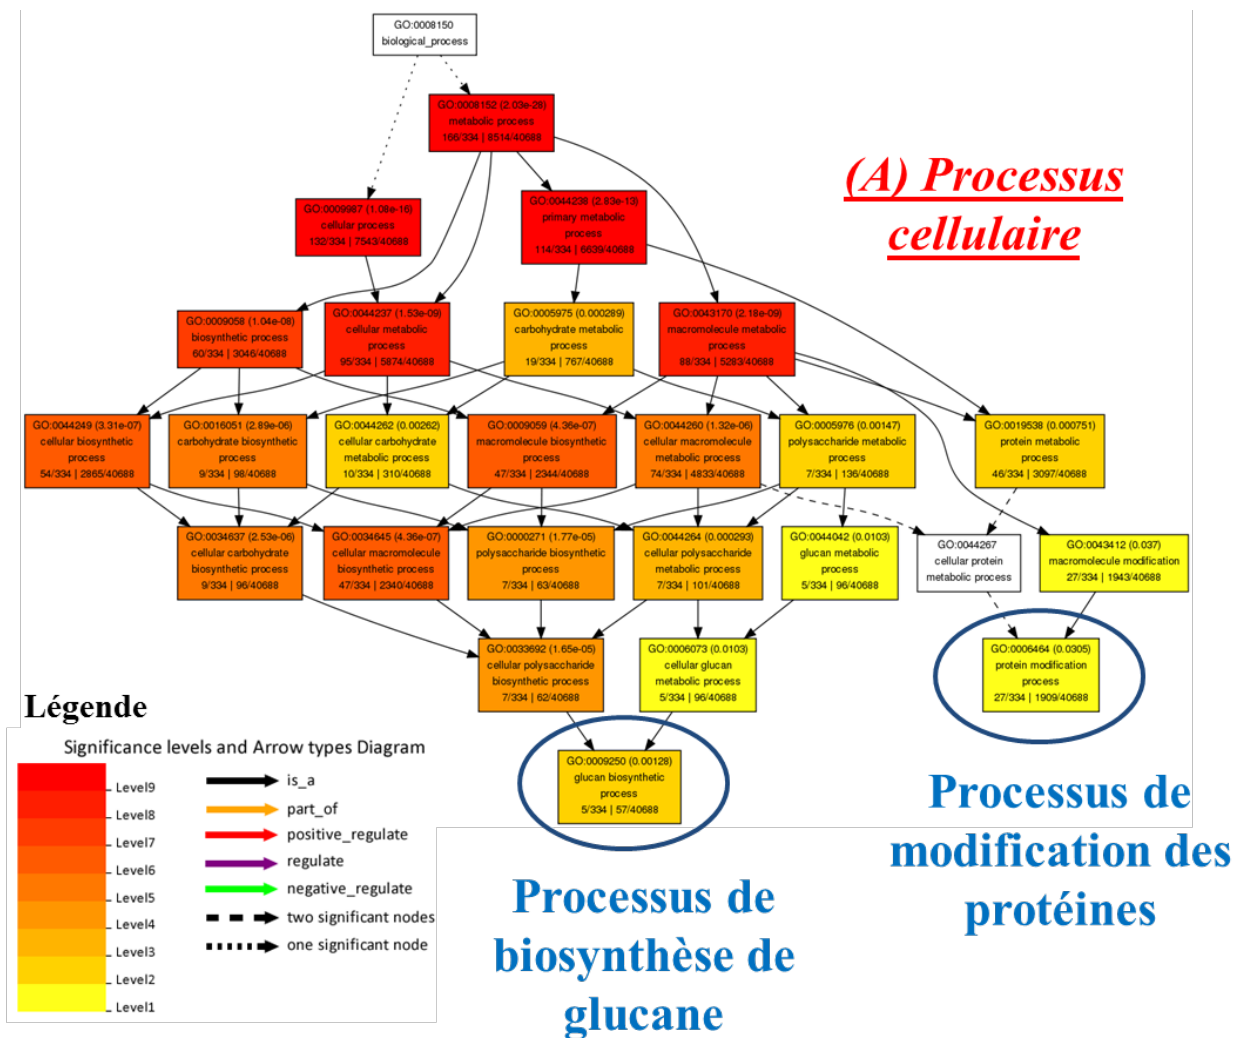 GO:0008150
biological_process
GO:0008152 (2.03e-28)
metabolic process
166/334 | 8514/40688
(A) Processus
cellulaire
GO:0009987 (1.08e-16)
cellular process
132/334 | 7543/40688
GO:0044238 (2.83e-13)
primary metabolic
process
114/334 | 6639/40688
GO:0009058 (1.04e-08)
biosynthetic process
60/334 | 3046/40688
GO:0044237 (1.53e-09)
cellular metabolic
process
95/334 | 5874/40688
GO:0005975 (0.000289)
carbohydrate metabolic
process
19/334 | 767/40688
GO:0043170 (2.18e-09)
macromolecule metabolic
process
88/334 | 5283/40688
GO:0044249 (3.31e-07)
cellular biosynthetic
process
54/334 | 2865/40688
GO:0016051 (2.89e-06)
carbohydrate biosynthetic
process
9/334 | 98/40688
GO:0044262 (0.00262)
cellular carbohydrate
metabolic process
10/334 | 310/40688
GO:0009059 (4.36e-07)
macromolecule biosynthetic
process
47/334 | 2344/40688
GO:0044260 (1.32e-06)
cellular macromolecule
metabolic process
74/334 | 4833/40688
GO:0005976 (0.00147)
polysaccharide metabolic
process
7/334 | 136/40688
GO:0019538 (0.000751)
protein metabolic
process
46/334 | 3097/40688
GO:0034637 (2.53e-06)
cellular carbohydrate
biosynthetic process
9/334 | 96/40688
GO:0034645 (4.36e-07)
cellular macromolecule
biosynthetic process
47/334 | 2340/40688
GO:0000271 (1.77e-05)
polysaccharide biosynthetic
process
7/334 | 63/40688
GO:0044264 (0.000293)
cellular polysaccharide
metabolic process
7/334 | 101/40688
GO:0044042 (0.0103)
glucan metabolic
process
5/334 | 96/40688
GO:0044267
cellular protein
metabolic process
GO:0043412 (0.037)
macromolecule modification
27/334 | 1943/40688
GO:0033692 (1.65e-05)
cellular polysaccharide
biosynthetic process
7/334 | 62/40688
GO:0006073 (0.0103)
cellular glucan
metabolic process
5/334 | 96/40688
GO:0006464 (0.0305)
protein modification
process
27/334 | 1909/40688
GO:0009250 (0.00128)
glucan biosynthetic
process
5/334 | 57/40688
Légende
Significance levels and Arrow types Diagram
Level9
Level8
Level7
Level6
Level5
Level4
Level3
Level2
Level1
is_a
part_of
positive_regulate
regulate
negative_regulate
two significant nodes
one significant node
Processus de
biosynthèse de
glucane
Processus de
modification des
protéines